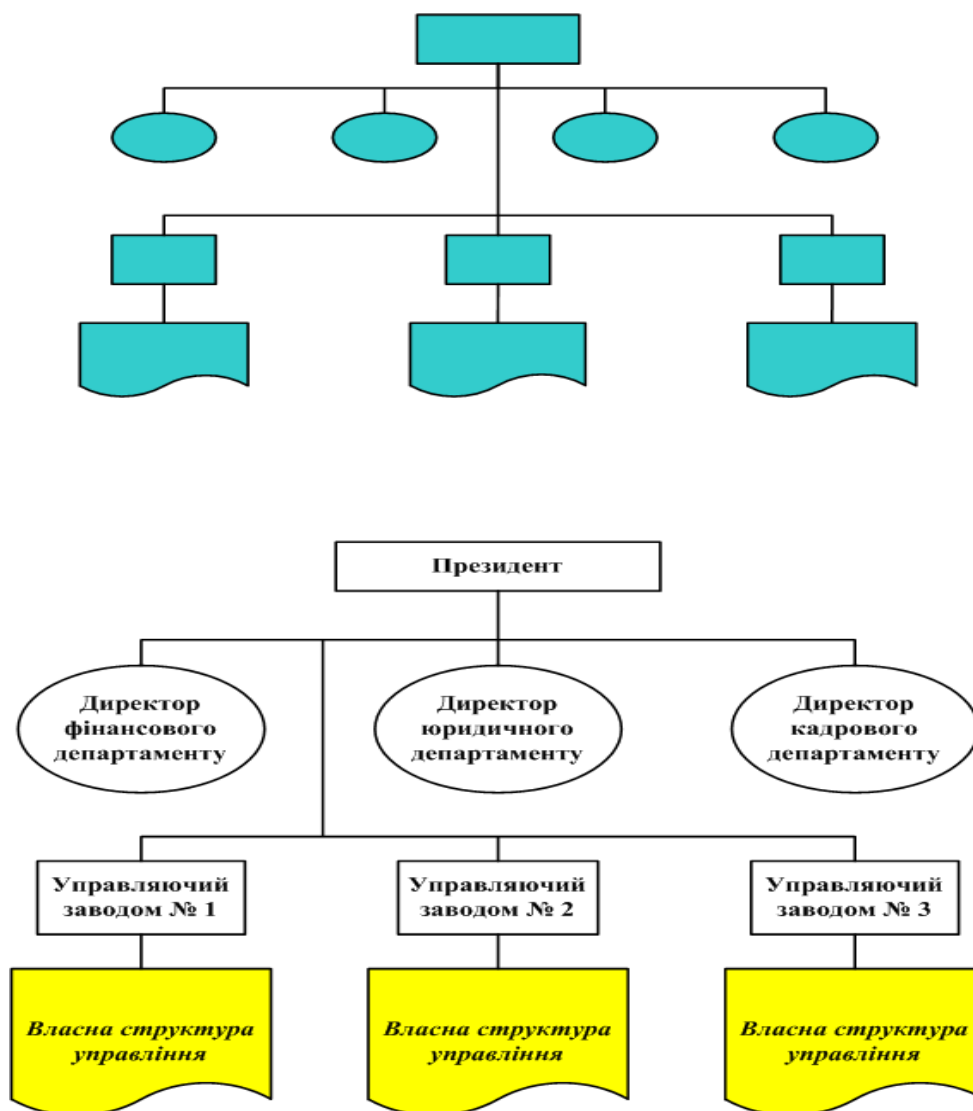 Президент
Директор
фінансового
департаменту
Директор
юридичного
департаменту
Директор
кадрового
департаменту
Управляючий
заводом № 1
Управляючий
заводом № 2
Управляючий
заводом № 3
Власна структура
управління
Власна структура
управління
Власна структура
управління